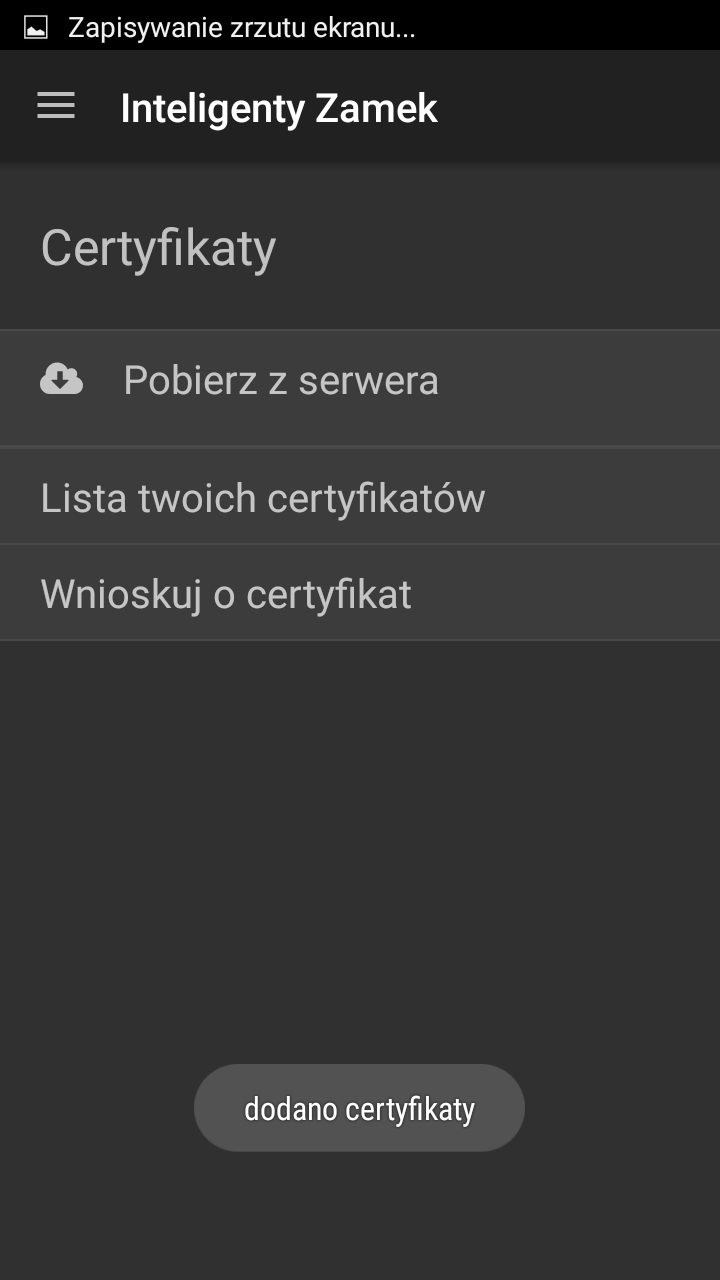 Zapisywanie zrzutu ekranu...
Inteligenty Zamek
Certyfikaty
Pobierz z serwera
Lista twoich certyfikatów
Wnioskuj o certyfikat
dodano certyfikaty